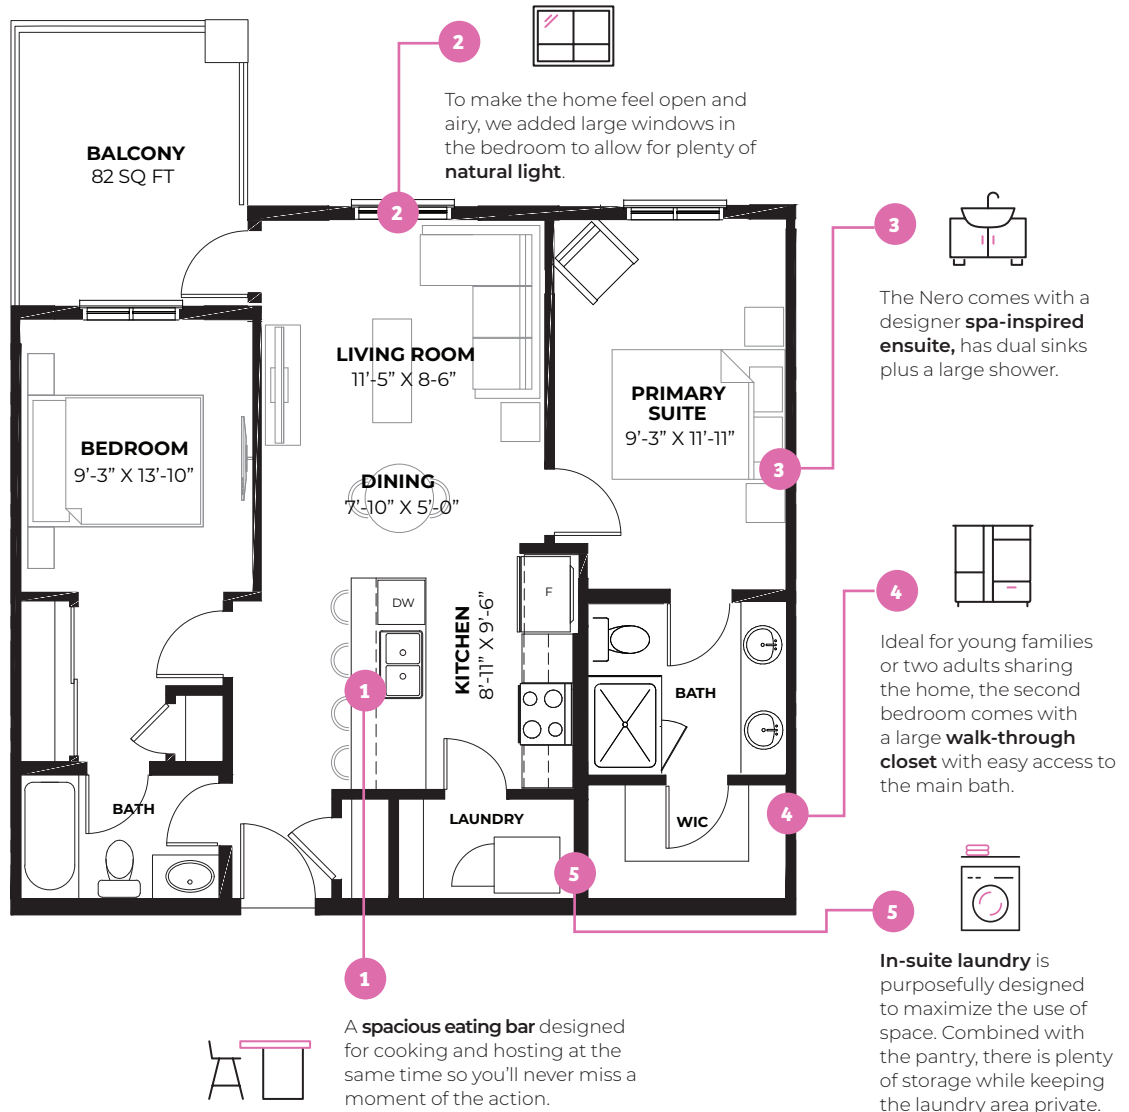 2
To make the home feel open and
airy, we added large windows in
the bedroom to allow for plenty of
natural light.
BALCONY
82 SQ FT
2
3
The Nero comes with a
designer spa-inspired
ensuite, has dual sinks
plus a large shower.
LIVING ROOM
11’-5” X 8-6”
PRIMARY
SUITE
9’-3” X 11’-11”
BEDROOM
9’-3” X 13’-10”
3
DINING
7’-10” X 5’-0”
4
Ideal for young families
or two adults sharing
the home, the second
bedroom comes with
a large walk-through
closet with easy access to
the main bath.
DW
F
KITCHEN
8’-11” X 9’-6”
1
BATH
BATH
LAUNDRY
WIC
4
5
5
In-suite laundry is
purposefully designed
to maximize the use of
space. Combined with
the pantry, there is plenty
of storage while keeping
the laundry area private.
1
A spacious eating bar designed
for cooking and hosting at the
same time so you’ll never miss a
moment of the action.